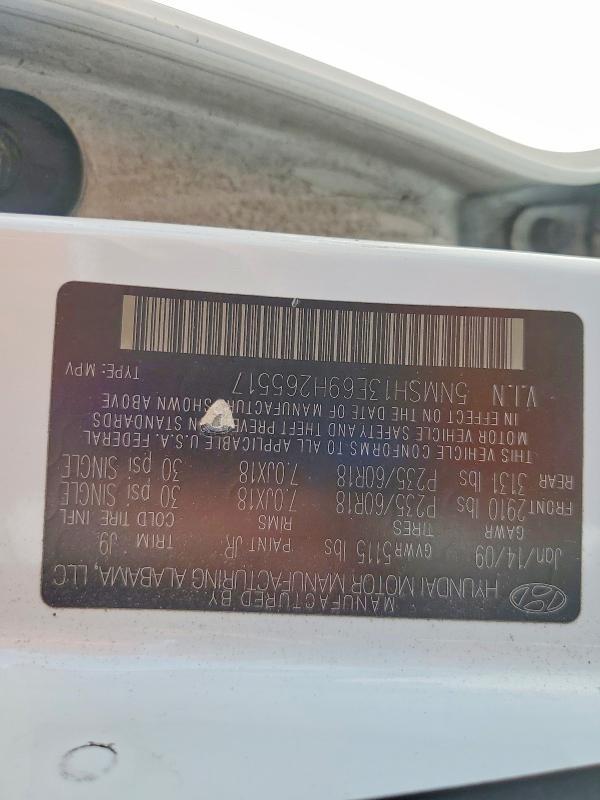 MANUFACTURED BY
HYUNDAI MOTOR MANUFACTURING ALABAMA, LLC
Jan/14/09 GVWR 5115 lbs PAINT JR TRIM J9
GAWR TIRES RIMS COLD TIRE INFL
FRONT 2910 lbs P235/60R18 7.0JX18 30 psi SINGLE
REAR 3131 lbs P235/60R18 7.0JX18 30 psi SINGLE
THIS VEHICLE CONFORMS TO ALL APPLICABLE U.S.A. FEDERAL
MOTOR VEHICLE SAFETY AND THEFT STANDARDS
IN EFFECT ON THE DATE OF MANUFACTURE SHOWN ABOVE
V.I.N 5NMSH13E69H265517 TYPE: MPV